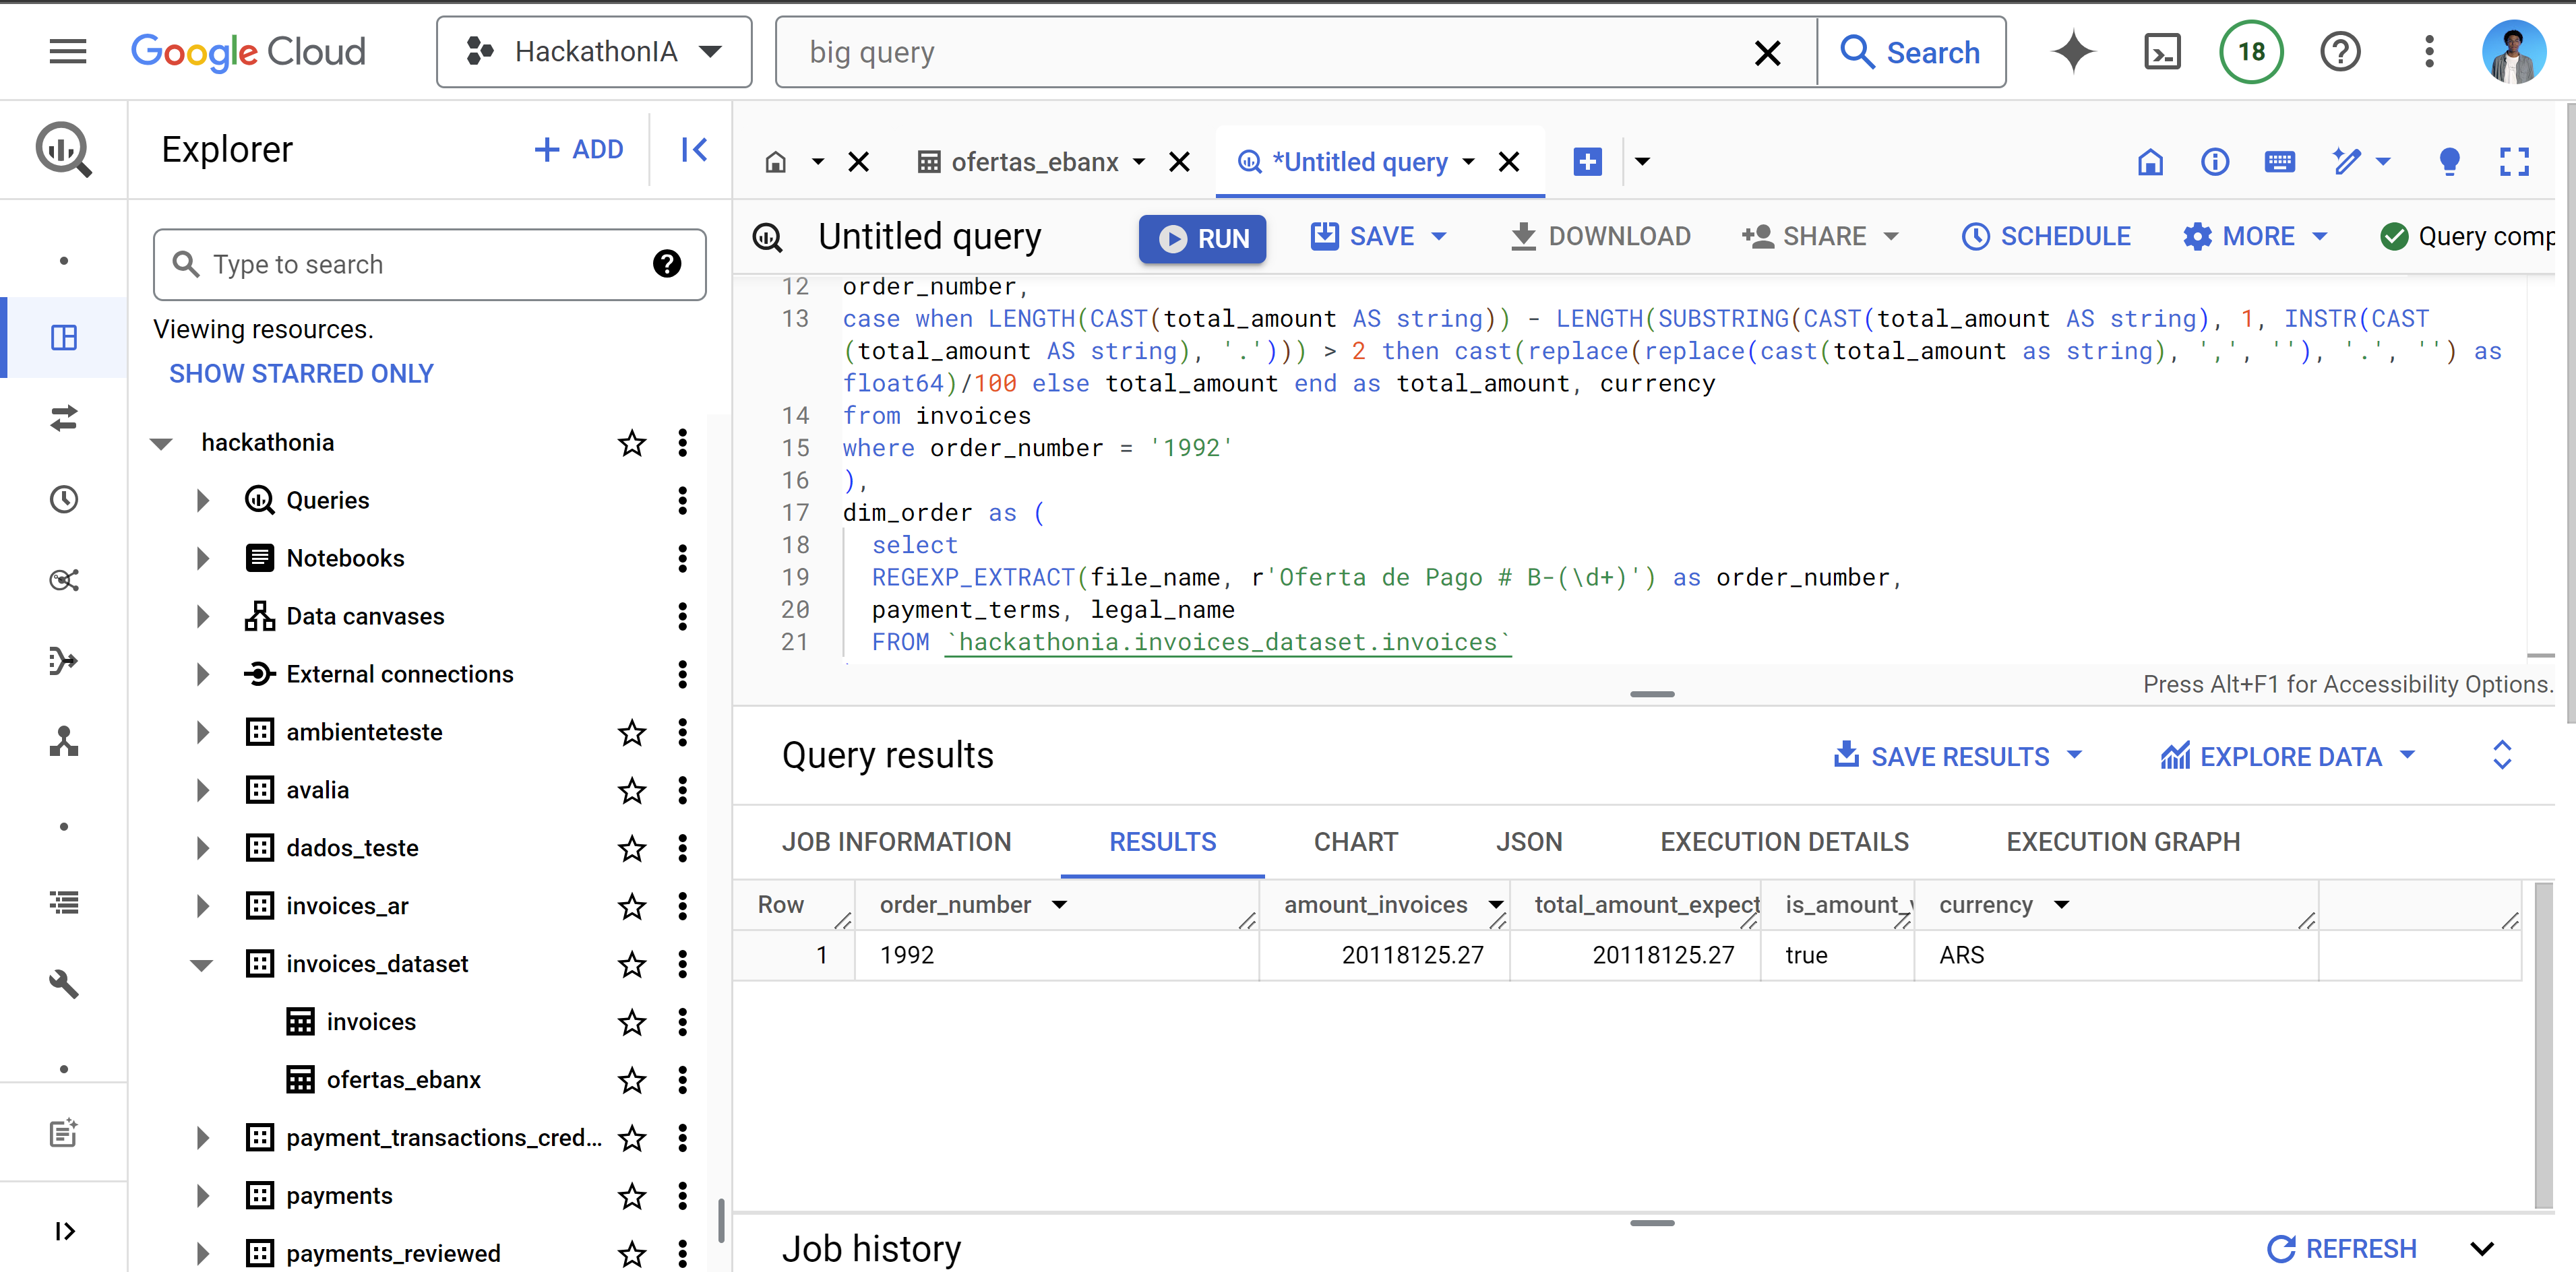 Google Cloud
HackathonIA
big query
Search
18
Explorer
+ ADD
ofertas_ebanx
*Untitled query
Untitled query
RUN
SAVE
DOWNLOAD
SHARE
SCHEDULE
MORE
Query comp
Type to search
Viewing resources.
SHOW STARRED ONLY
hackathonia
Queries
Notebooks
Data canvases
External connections
ambienteteste
avalia
dados_teste
invoices_ar
invoices_dataset
invoices
ofertas_ebanx
payment_transactions_cred...
payments
payments_reviewed
12 order_number,
13 case when LENGTH(CAST(total_amount AS string)) - LENGTH(SUBSTRING(CAST(total_amount AS string), 1, INSTR(CAST
(total_amount AS string), '.'))) > 2 then cast(replace(replace(cast(total_amount as string), ',', ''), '.', '') as
float64)/100 else total_amount end as total_amount, currency
14 from invoices
15 where order_number = '1992'
16 ),
17 dim_order as (
18 select
19 REGEXP_EXTRACT(file_name, r'Oferta de Pago # B-(\d+)') as order_number,
20 payment_terms, legal_name
21 FROM `hackathonia.invoices_dataset.invoices`
Press Alt+F1 for Accessibility Options.
Query results
SAVE RESULTS
EXPLORE DATA
JOB INFORMATION
RESULTS
CHART
JSON
EXECUTION DETAILS
EXECUTION GRAPH
Row order_number amount_invoices total_amount_expect is_amount_ currency
1 1992 20118125.27 20118125.27 true ARS
Job history
REFRESH